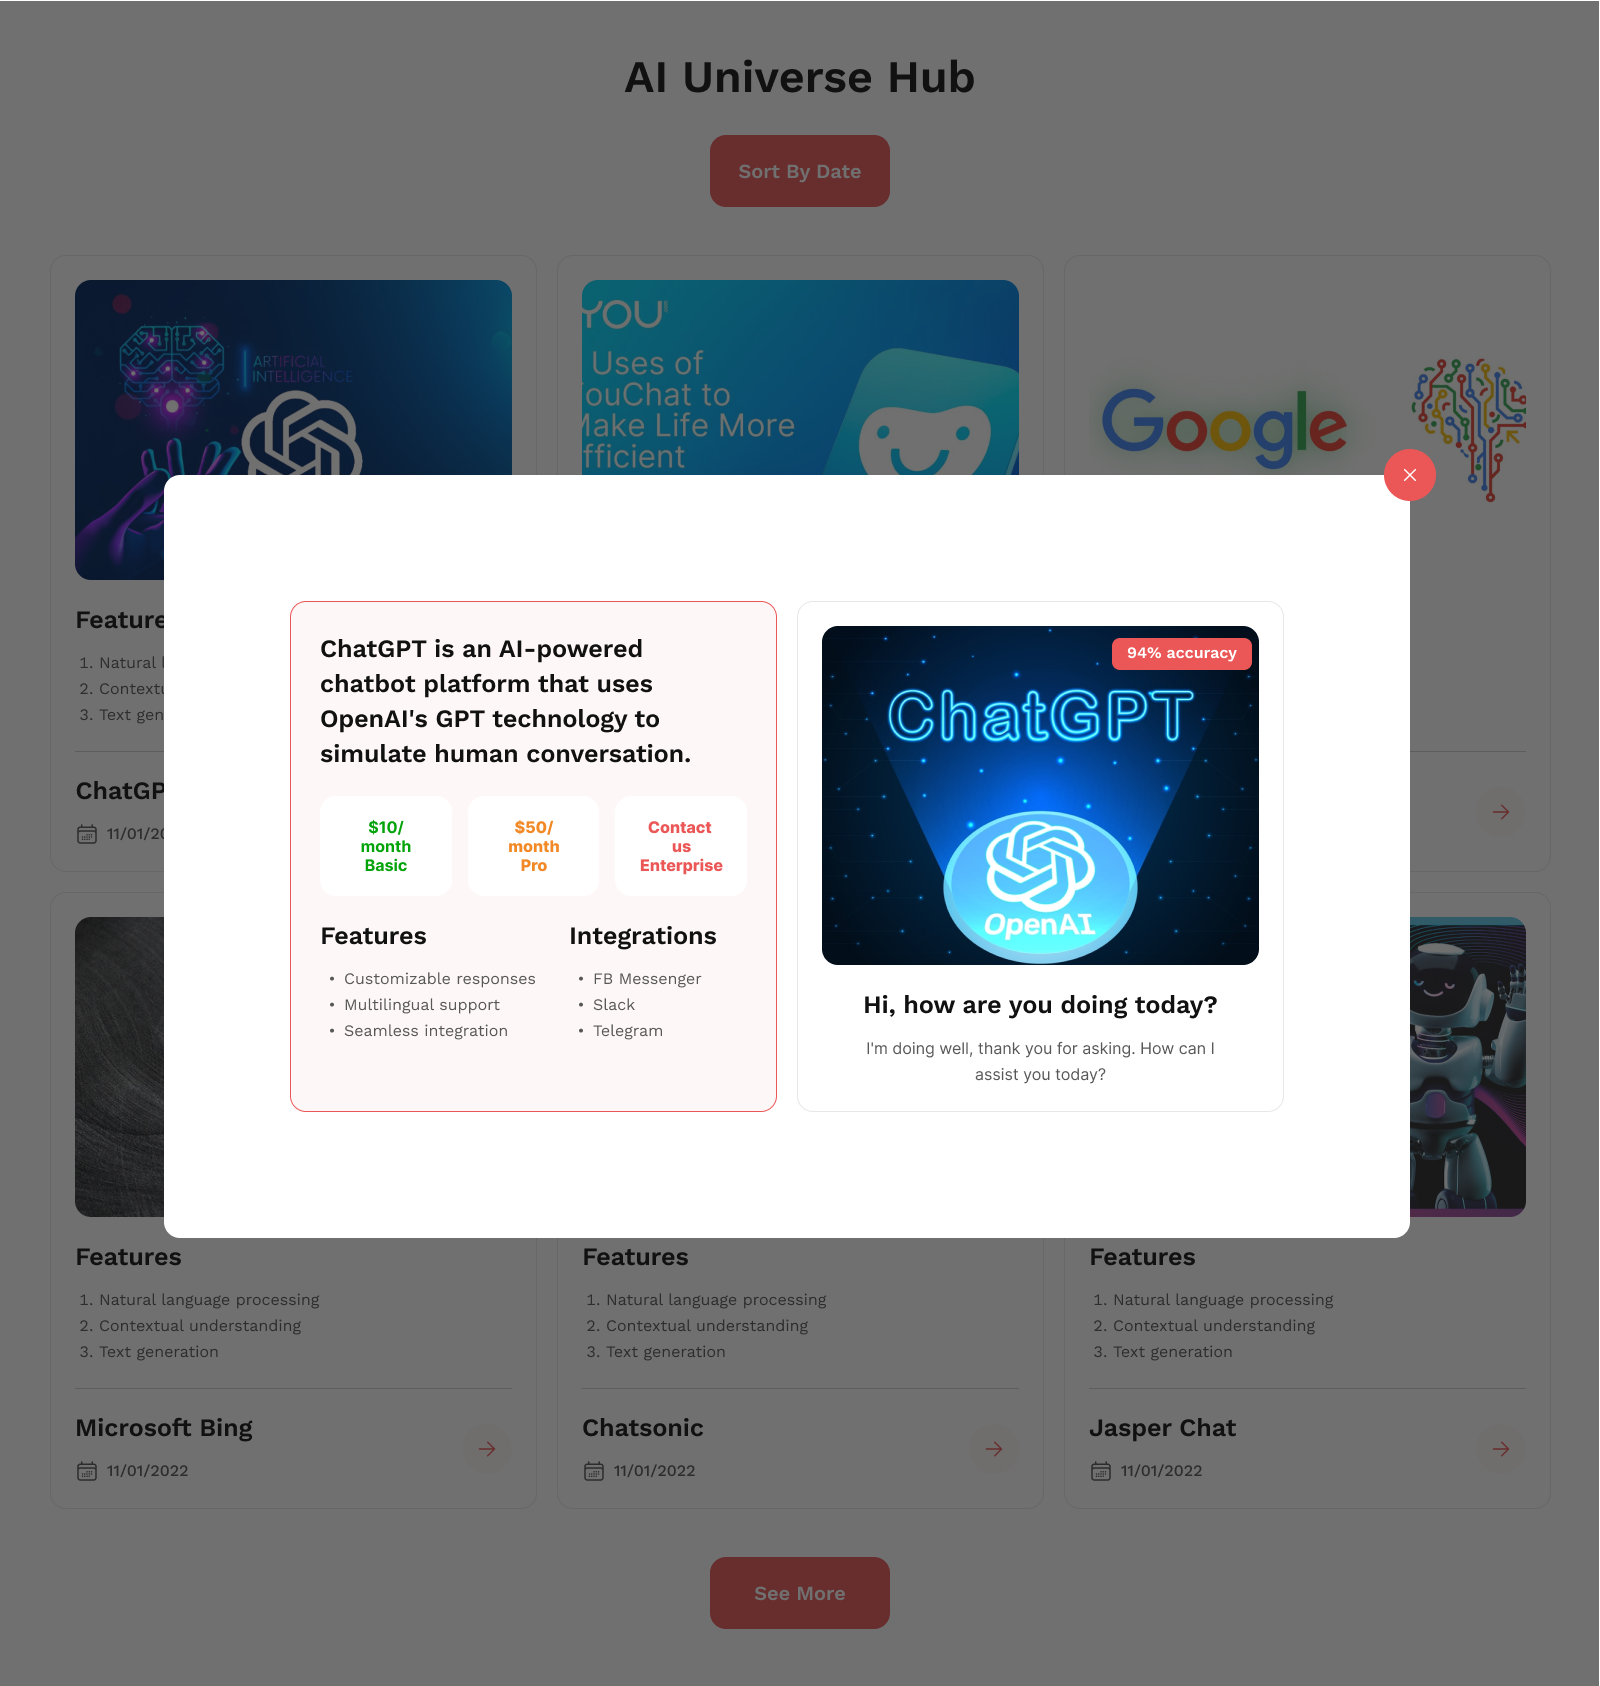 AI Universe Hub
Sort By Date
ARTIFICIAL
INTELLIGENCE
YOU
Uses of
ouChat to
Make Life More
fficient
Google
Features
1. Natural
2.
3. Text
ChatGP
11/01/20
ChatGPT is an AI-powered
chatbot platform that uses
OpenAI's GPT technology to
simulate human conversation.
$10/
month
Basic
$50/
month
Pro
Contact
us
Enterprise
Features
• Customizable responses
• Multilingual support
• Seamless integration
Integrations
• FB Messenger
• Slack
• Telegram
94% accuracy
ChatGPT
OpenAI
Hi, how are you doing today?
I'm doing well, thank you for asking. How can I
assist you today?
Features
1. Natural language processing
2. Contextual understanding
3. Text generation
Microsoft Bing
11/01/2022
Features
1. Natural language processing
2. Contextual understanding
3. Text generation
Chatsonic
11/01/2022
Features
1. Natural language processing
2. Contextual understanding
3. Text generation
Jasper Chat
11/01/2022
See More